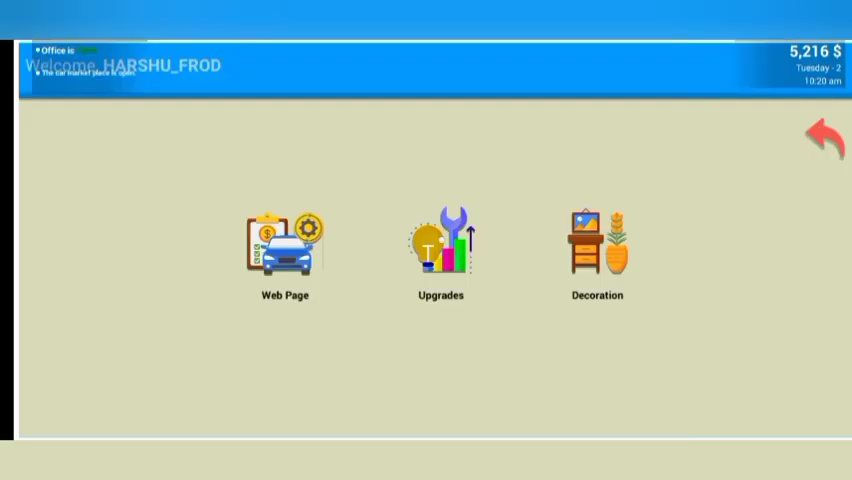 Office is
Welcome, HARSHU_FROD
The car market place is open.
5,216 $
Tuesday - 2
10:20 am
Web Page
Upgrades
Decoration